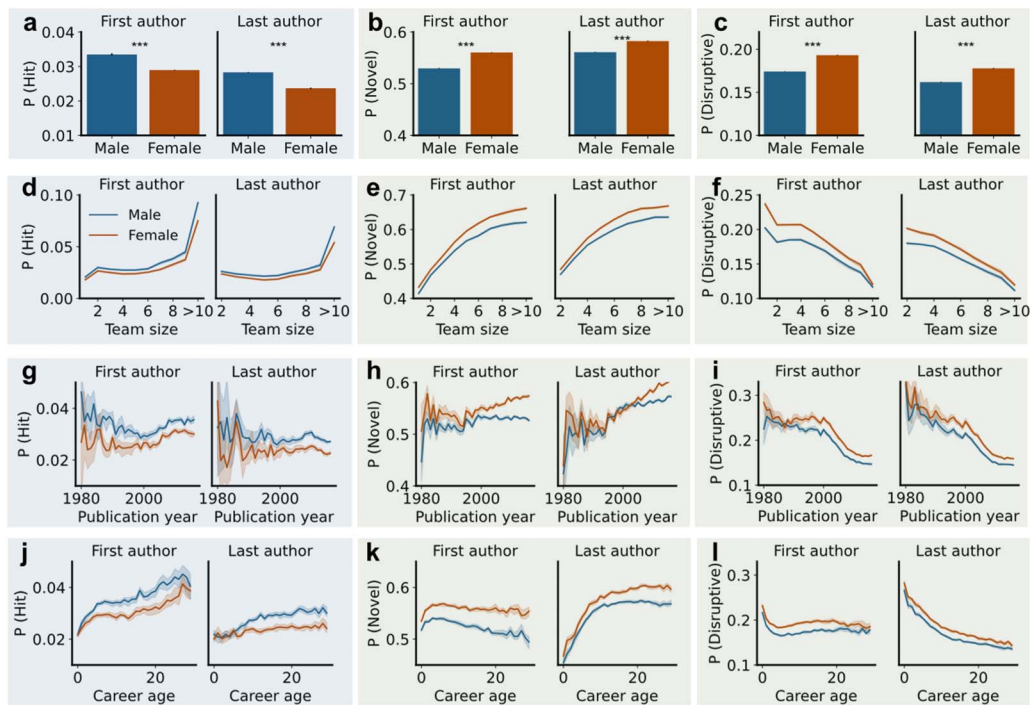 a First author Last author
P (Hit)
0.04
0.03
0.02
0.01
*** ***
Male Female Male Female
b First author Last author
P (Novel)
0.6
0.5
0.4
*** ***
Male Female Male Female
c First author Last author
P (Disruptive)
0.20
0.15
0.10
*** ***
Male Female Male Female
d First author Last author
P (Hit)
0.10
0.05
0.00
Male
Female
2 4 6 8 >10 2 4 6 8 >10
Team size Team size
e First author Last author
P (Novel)
0.7
0.6
0.5
0.4
2 4 6 8 >10 2 4 6 8 >10
Team size Team size
f First author Last author
P (Disruptive)
0.25
0.20
0.15
0.10
2 4 6 8 >10 2 4 6 8 >10
Team size Team size
g First author Last author
P (Hit)
0.04
0.02
1980 2000 1980 2000
Publication year Publication year
h First author Last author
P (Novel)
0.6
0.5
0.4
1980 2000 1980 2000
Publication year Publication year
i First author Last author
P (Disruptive)
0.3
0.2
0.1
1980 2000 1980 2000
Publication year Publication year
j First author Last author
P (Hit)
0.04
0.02
0 20 0 20
Career age Career age
k First author Last author
P (Novel)
0.6
0.5
0 20 0 20
Career age Career age
l First author Last author
P (Disruptive)
0.3
0.2
0.1
0 20 0 20
Career age Career age